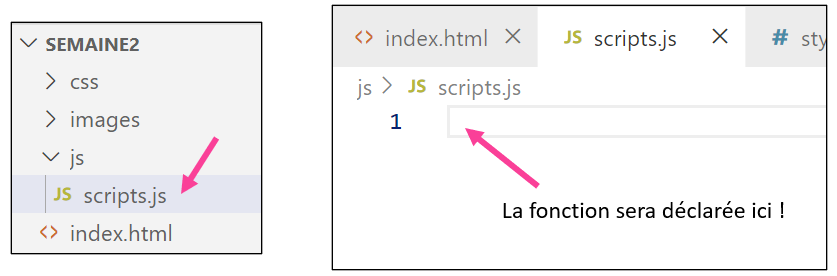 SEMAINE2
css
images
js
JS scripts.js
<> index.html
<> index.html × JS scripts.js × # sty
js > JS scripts.js
1
La fonction sera déclarée ici !